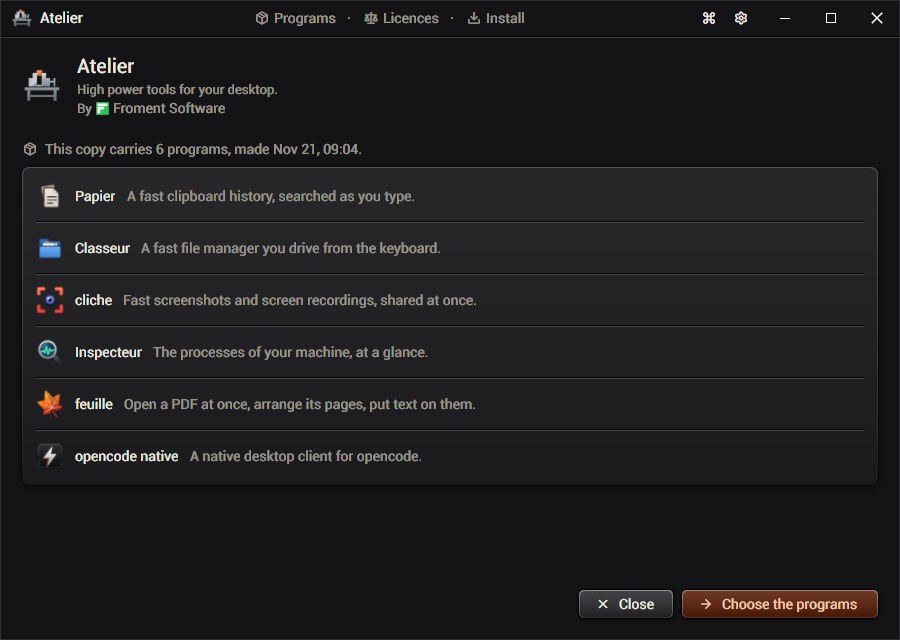 Atelier
Programs · Licences · Install
Atelier
High power tools for your desktop.
By Froment Software
This copy carries 6 programs, made Nov 21, 09:04.
Papier A fast clipboard history, searched as you type.
Classeur A fast file manager you drive from the keyboard.
cliche Fast screenshots and screen recordings, shared at once.
Inspecteur The processes of your machine, at a glance.
feuille Open a PDF at once, arrange its pages, put text on them.
opencode native A native desktop client for opencode.
Close
Choose the programs